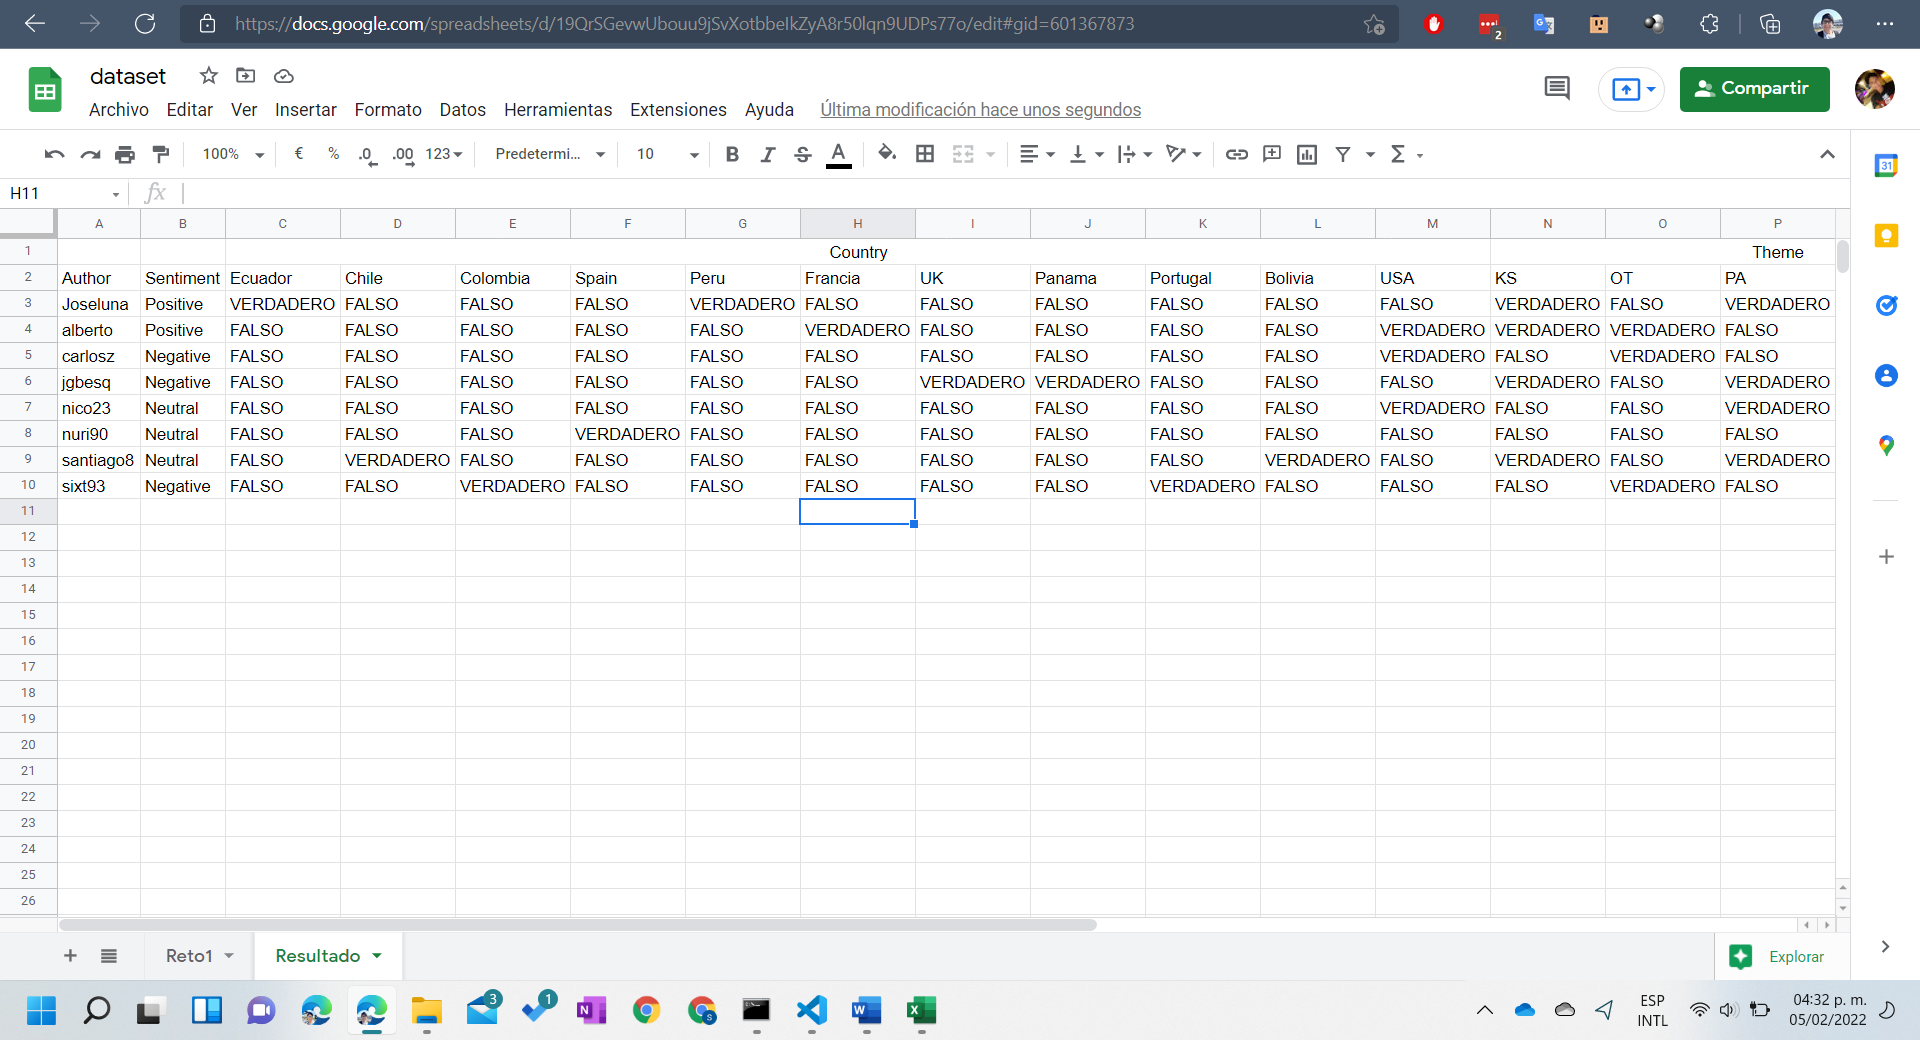 https://docs.google.com/spreadsheets/d/19QrSGevwUbouu9jSvXotbbeIkZyA8r50lqn9UDPs77o/edit#gid=601367873
2
dataset
Archivo Editar Ver Insertar Formato Datos Herramientas Extensiones Ayuda Última modificación hace unos segundos
Compartir
100% € % .0 .00 123 Predetermi... 10 B I S A Σ
31
H11 fx
A B C D E F G H I J K L M N O P
1 Country Theme
2 Author Sentiment Ecuador Chile Colombia Spain Peru Francia UK Panama Portugal Bolivia USA KS OT PA
3 Joseluna Positive VERDADERO FALSO FALSO FALSO VERDADERO FALSO FALSO FALSO FALSO FALSO FALSO VERDADERO FALSO VERDADERO
4 alberto Positive FALSO FALSO FALSO FALSO FALSO VERDADERO FALSO FALSO FALSO FALSO VERDADERO VERDADERO VERDADERO FALSO
5 carlosz Negative FALSO FALSO FALSO FALSO FALSO FALSO FALSO FALSO FALSO FALSO VERDADERO FALSO VERDADERO FALSO
6 jgbesq Negative FALSO FALSO FALSO FALSO FALSO FALSO VERDADERO VERDADERO FALSO FALSO FALSO VERDADERO FALSO VERDADERO
7 nico23 Neutral FALSO FALSO FALSO FALSO FALSO FALSO FALSO FALSO FALSO FALSO VERDADERO FALSO FALSO VERDADERO
8 nuri90 Neutral FALSO FALSO FALSO VERDADERO FALSO FALSO FALSO FALSO FALSO FALSO FALSO FALSO FALSO FALSO
9 santiago8 Neutral FALSO VERDADERO FALSO FALSO FALSO FALSO FALSO FALSO FALSO VERDADERO FALSO VERDADERO FALSO VERDADERO
10 sixt93 Negative FALSO FALSO VERDADERO FALSO FALSO FALSO FALSO FALSO VERDADERO FALSO FALSO FALSO VERDADERO FALSO
11
12
13
14
15
16
17
18
19
20
21
22
23
24
25
26
Reto1 Resultado Explorar
3 1 N S W X
ESP
INTL
04:32 p. m.
05/02/2022